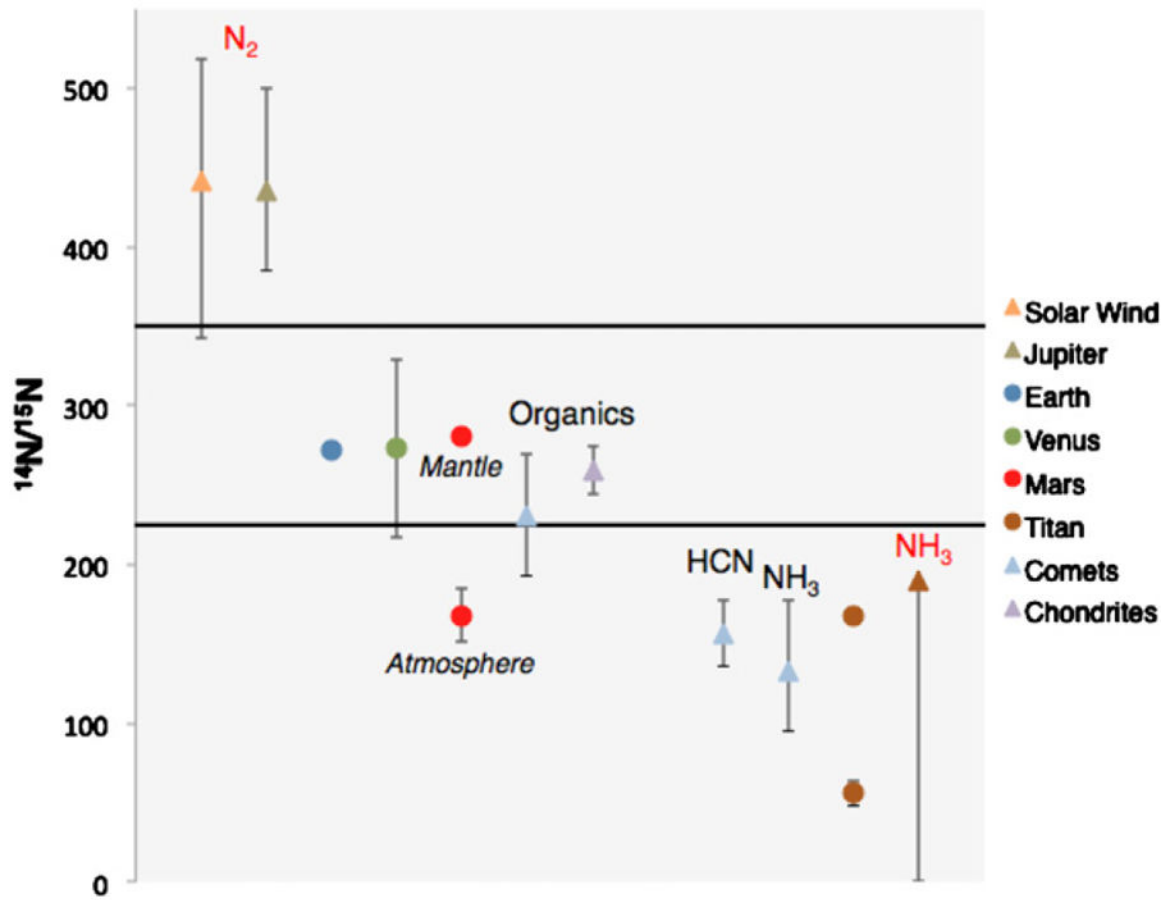 N₂
500
400
300
200
100
0
¹⁴N/¹⁵N
Organics
Mantle
Atmosphere
HCN
NH₃
NH₃
Solar Wind
Jupiter
Earth
Venus
Mars
Titan
Comets
Chondrites